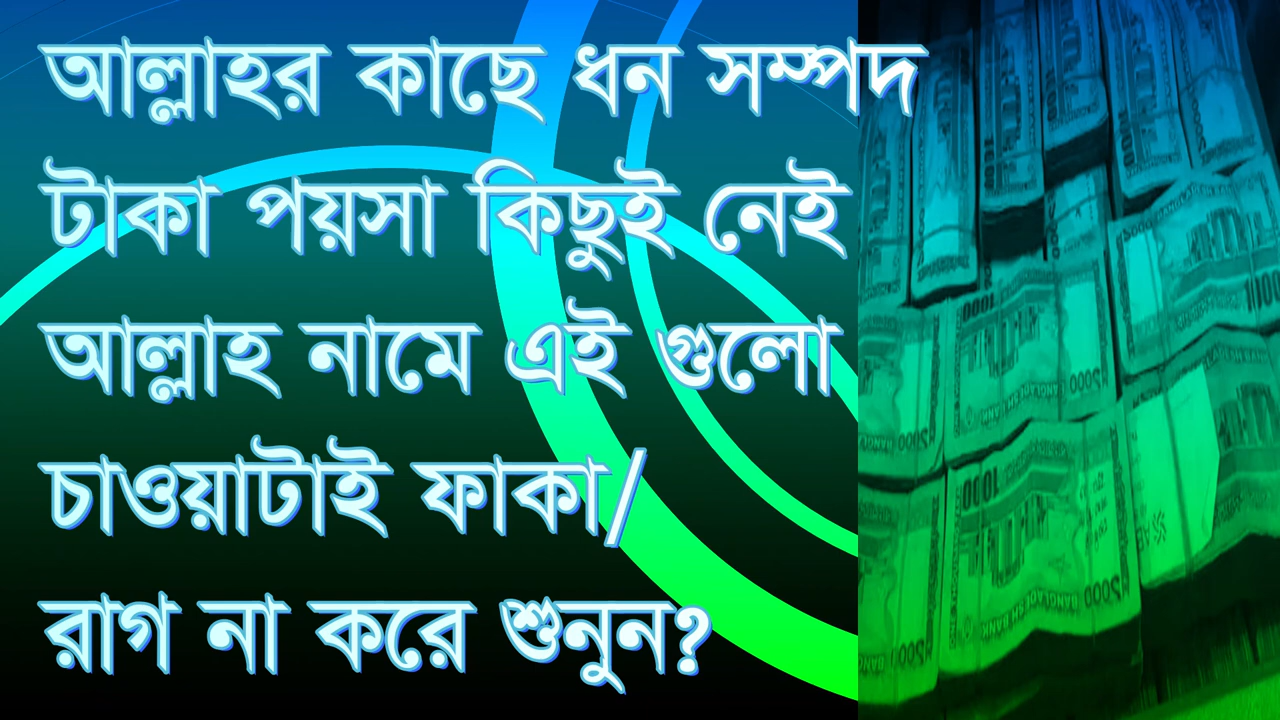 আল্লাহর কাছে ধন সম্পদ
টাকা পয়সা কিছুই নেই
আল্লাহ নামে এই গুলো
চাওয়াটাই ফাকা/
রাগ না করে শুনুন?